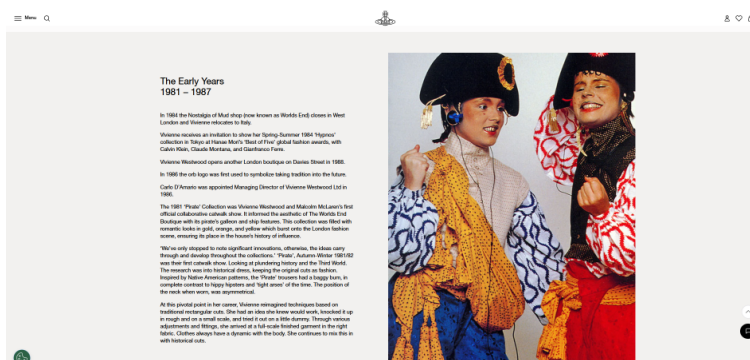 Menu
The Early Years
1981 – 1987
In 1984 the Nostalgia of Mud shop (now known as Worlds End) closes in West
London and Vivienne relocates to Italy.
Vivienne receives an invitation to show her Spring-Summer 1984 'Hypnos'
collection in Tokyo at Hanae Mori's 'Best of Five' global fashion awards, with
Calvin Klein, Claude Montana, and Gianfranco Ferre.
Vivienne Westwood opens another London boutique on Davies Street in 1986.
In 1986 the orb logo was first used to symbolize taking tradition into the future.
Carlo D'Amario was appointed Managing Director of Vivienne Westwood Ltd in
1986.
The 1981 'Pirate' Collection was Vivienne Westwood and Malcolm McLaren's first
official collaborative catwalk show. It informed the aesthetic of The Worlds End
Boutique with its pirate's galleon and ship features. This collection was filled with
romantic looks in gold, orange, and yellow which burst onto the London fashion
scene, ensuring its place in the house's history of influence.
'We've only stopped to note significant innovations, otherwise, the ideas carry
through and develop throughout the collections.' 'Pirate', Autumn-Winter 1981/82
was their first catwalk show. Looking at plundering history and the Third World.
The research was into historical dress, keeping the original cuts as fashion.
Inspired by Native American patterns, the 'Pirate' trousers had a baggy bum, in
complete contrast to hippy hipsters and 'tight arses' of the time. The position of
the neck when worn, was asymmetrical.
At this pivotal point in her career, Vivienne reimagined techniques based on
traditional rectangular cuts. She had an idea she knew would work, knocked it up
in rough and on a small scale, and tried it out on a little dummy. Through various
adjustments and fittings, she arrived at a full-scale finished garment in the right
fabric. Clothes always have a dynamic with the body. She continues to mix this in
with historical cuts.